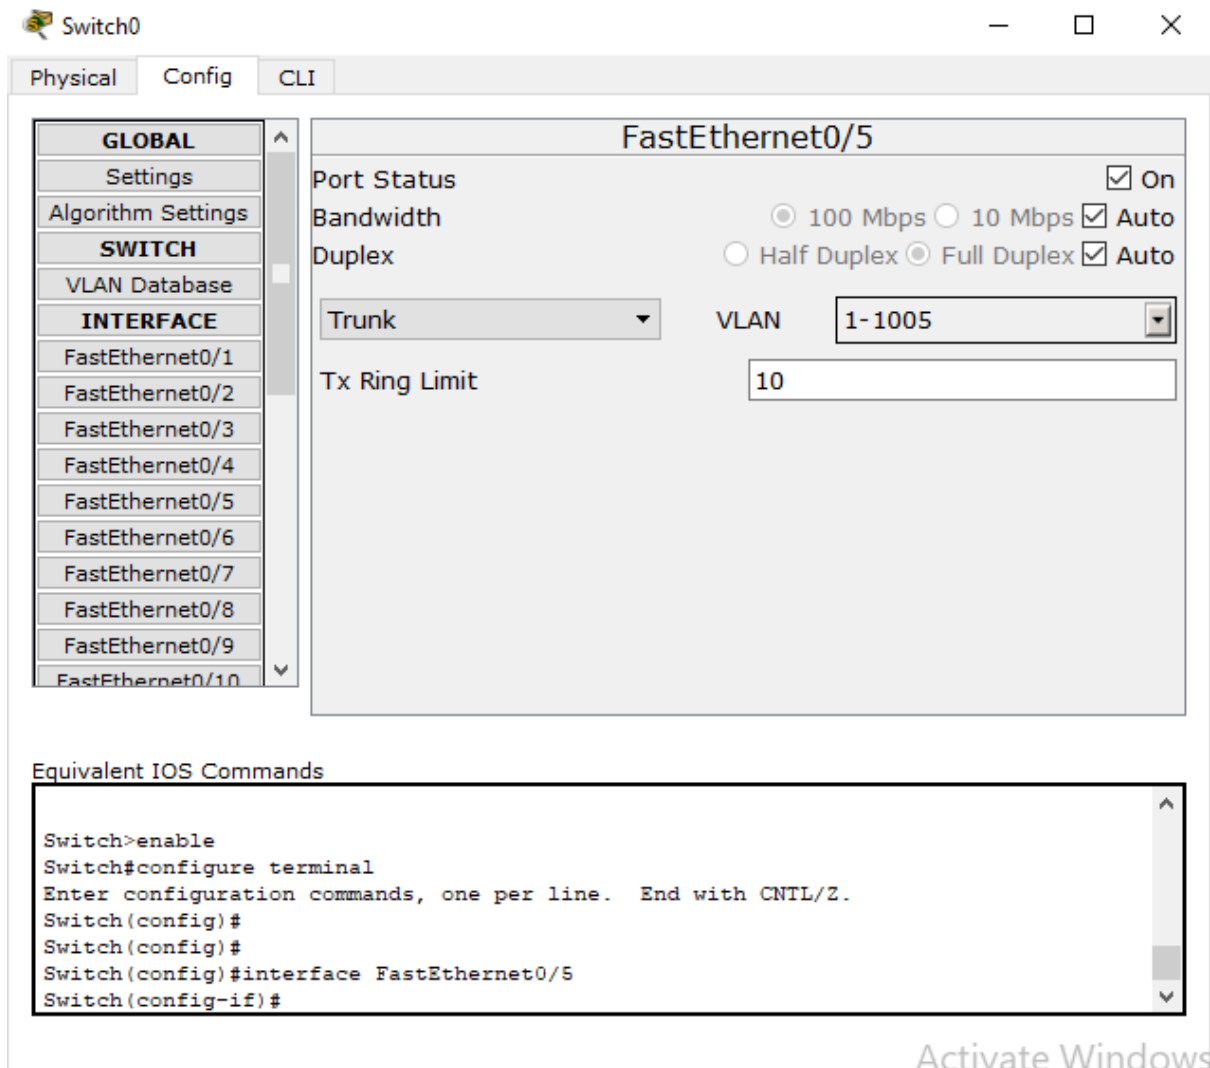 Switch0
Physical Config CLI
GLOBAL
Settings
Algorithm Settings
SWITCH
VLAN Database
INTERFACE
FastEthernet0/1
FastEthernet0/2
FastEthernet0/3
FastEthernet0/4
FastEthernet0/5
FastEthernet0/6
FastEthernet0/7
FastEthernet0/8
FastEthernet0/9
FastEthernet0/10
FastEthernet0/5
Port Status On
Bandwidth 100 Mbps 10 Mbps Auto
Duplex Half Duplex Full Duplex Auto
Trunk VLAN 1-1005
Tx Ring Limit 10
Equivalent IOS Commands
Switch>enable
Switch#configure terminal
Enter configuration commands, one per line.  End with CNTL/Z.
Switch(config)#
Switch(config)#
Switch(config)#interface FastEthernet0/5
Switch(config-if)#
Activate Windows